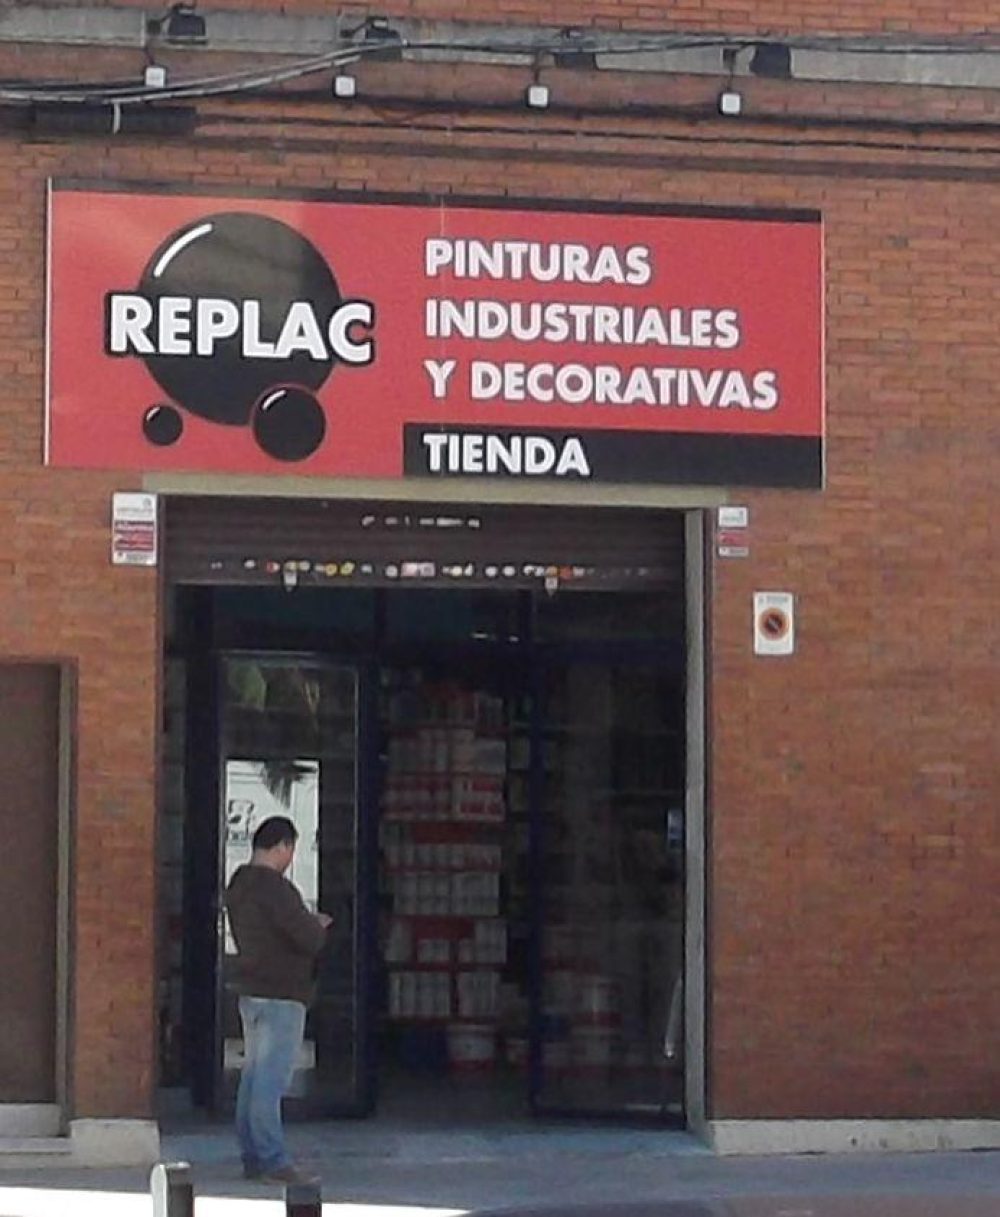 REPLAC
PINTURAS
INDUSTRIALES
Y DECORATIVAS
TIENDA